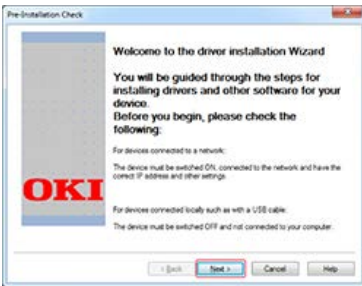 Pre-Installation Check
Welcome to the driver installation Wizard
You will be guided through the steps for
installing drivers and other software for your
device.
Before you begin, please check the
following:
For devices connected to a network:
The device must be switched ON, connected to the network and have the
correct IP address and other settings.
OKI
For devices connected locally such as with a USB cable:
The device must be switched OFF and not connected to your computer.
< Back
Next >
Cancel
Help